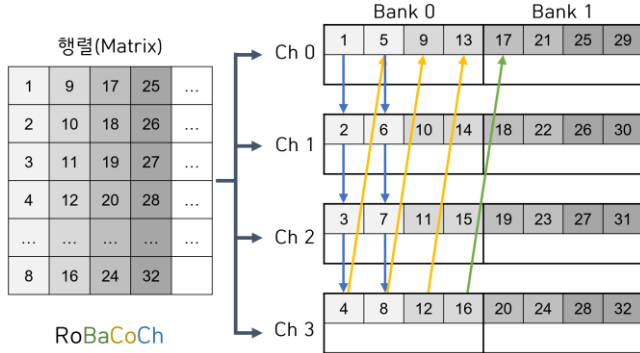 Bank 0 Bank 1
행렬(Matrix)
Ch 0 1 5 9 13 17 21 25 29
1 9 17 25 ...
2 10 18 26 ...
Ch 1 2 6 10 14 18 22 26 30
3 11 19 27 ...
4 12 20 28 ...
Ch 2 3 7 11 15 19 23 27 31
... ... ... ...
8 16 24 32
4 8 12 16 20 24 28 32
Ch 3
RoBaCoCh